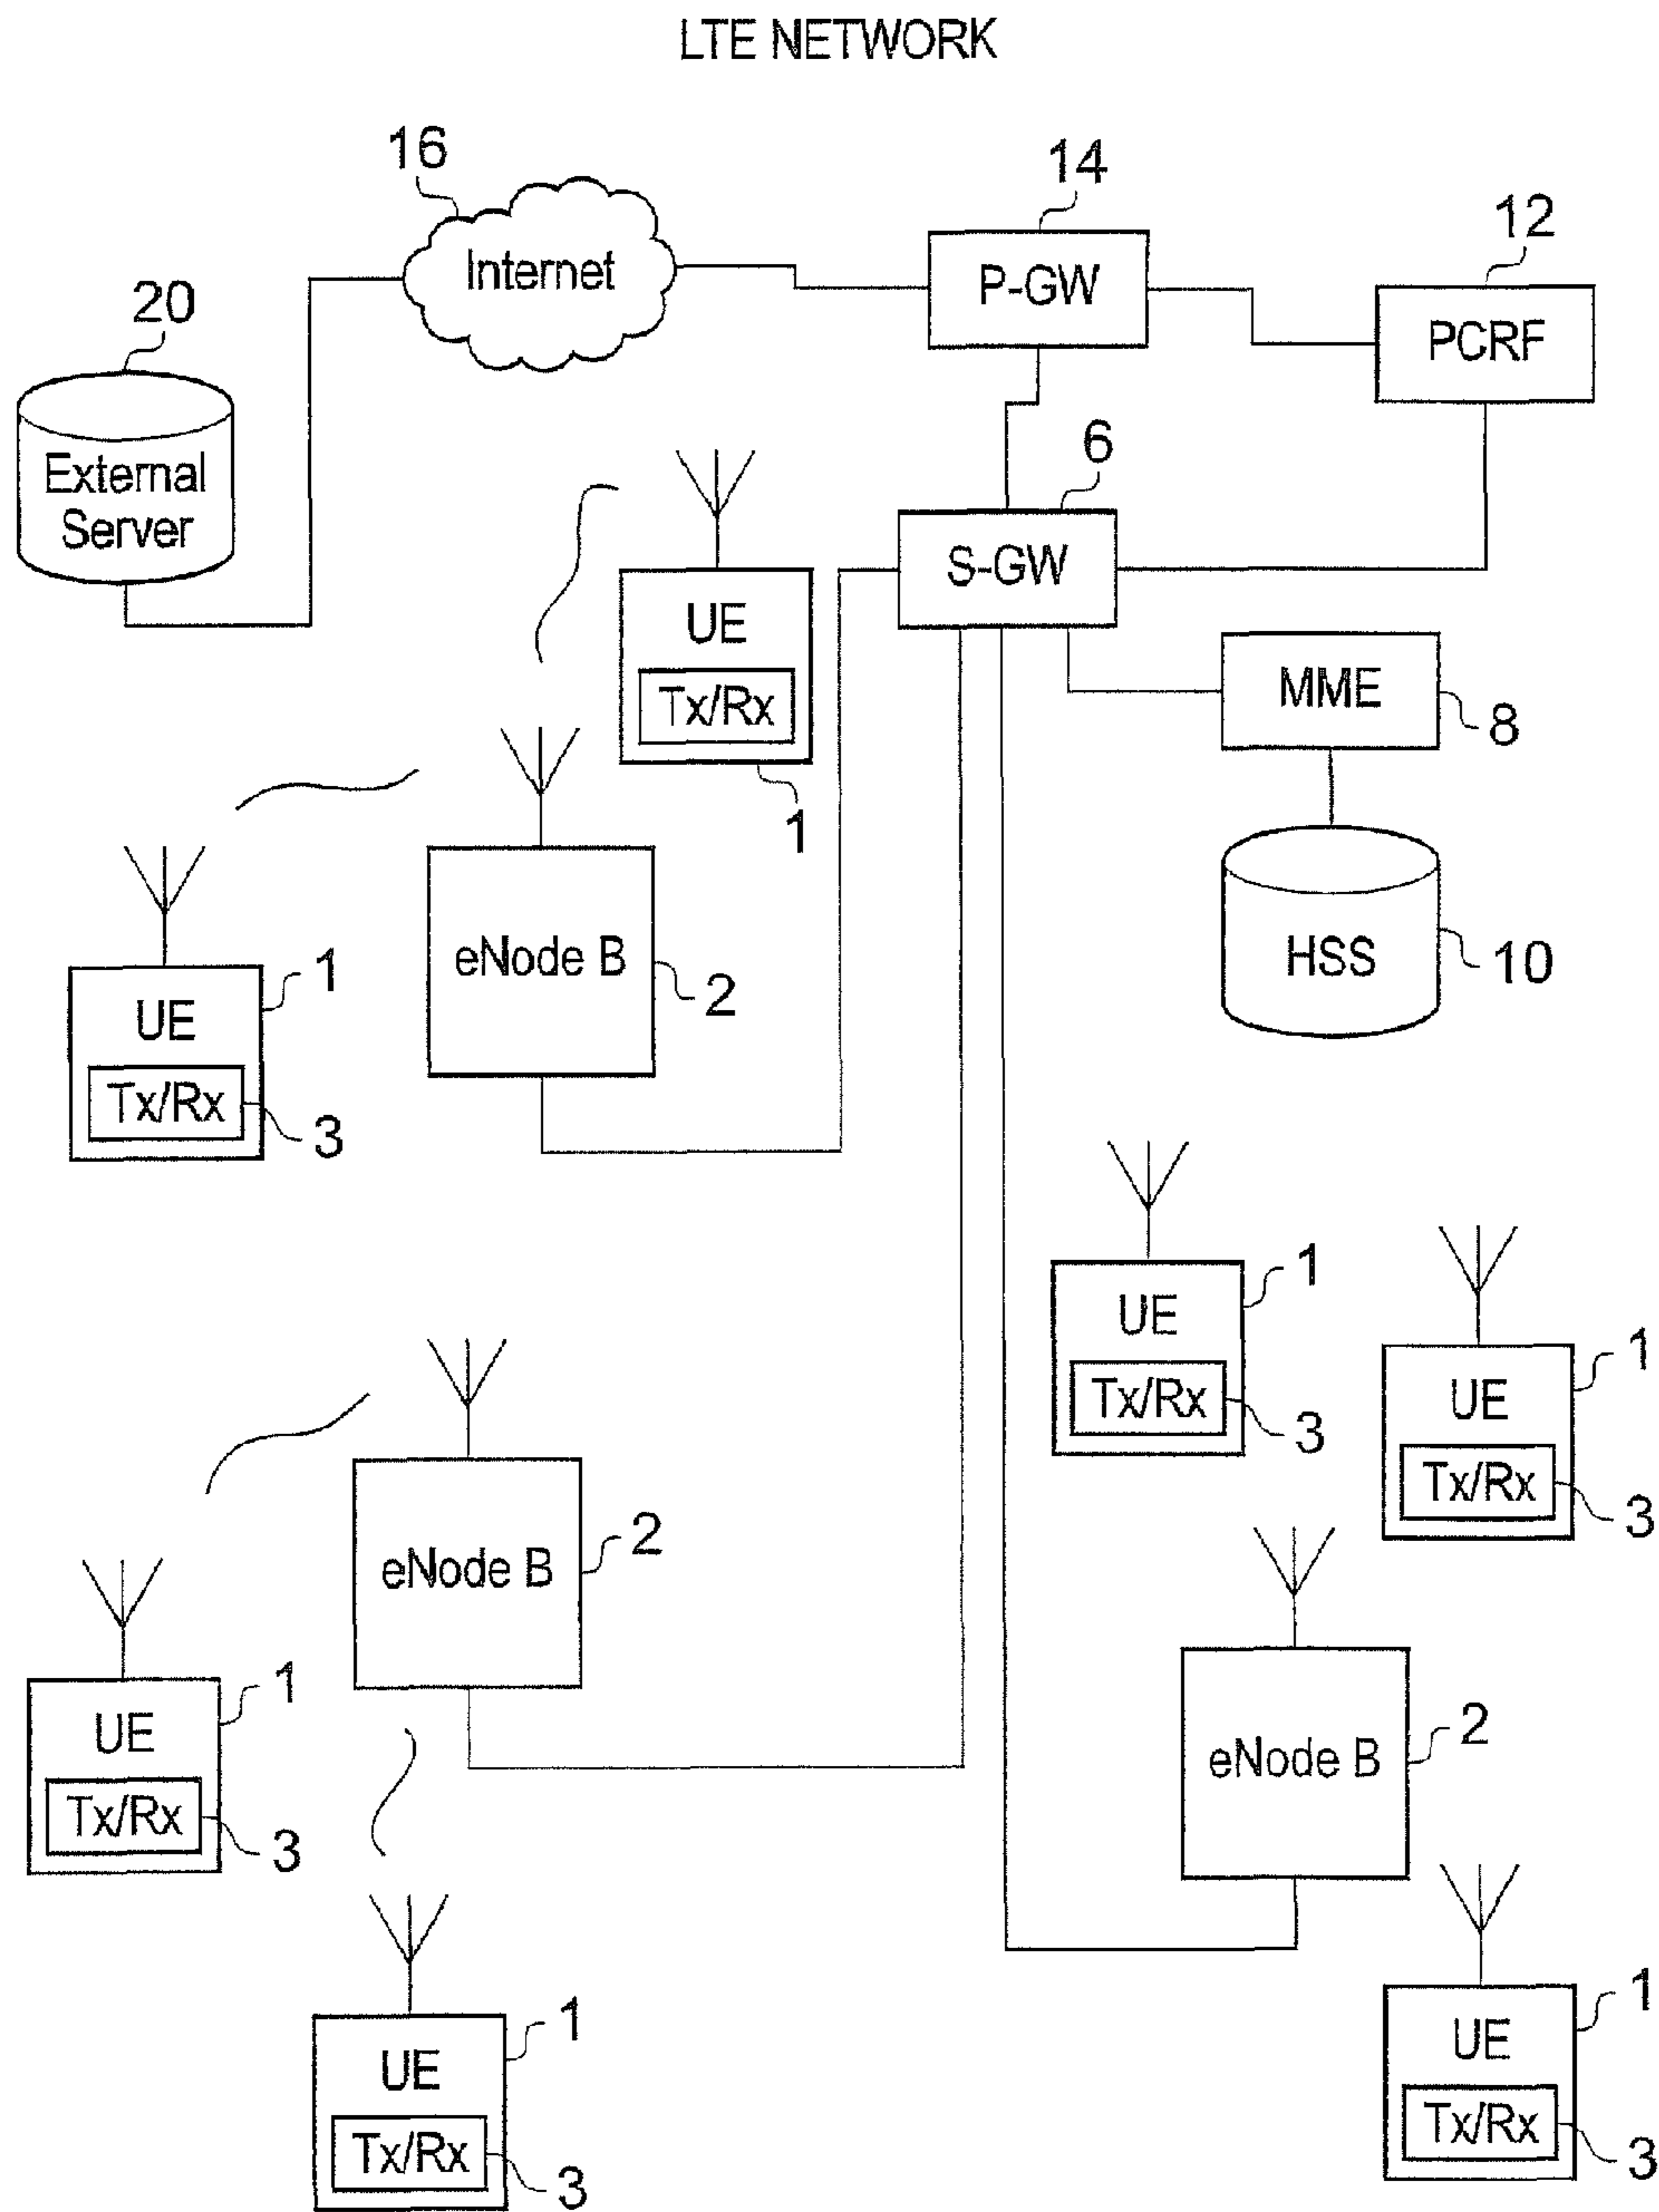 LTE NETWORK
16
14
12
Internet
P-GW
20
PCRF
External
Server
6
S-GW
UE
Tx/Rx
1
MME
8
eNode B
2
HSS
10
1
UE
Tx/Rx
3
1
UE
Tx/Rx
3
1
UE
Tx/Rx
3
eNode B
2
1
UE
Tx/Rx
3
eNode B
2
1
UE
Tx/Rx
3
1
UE
Tx/Rx
3